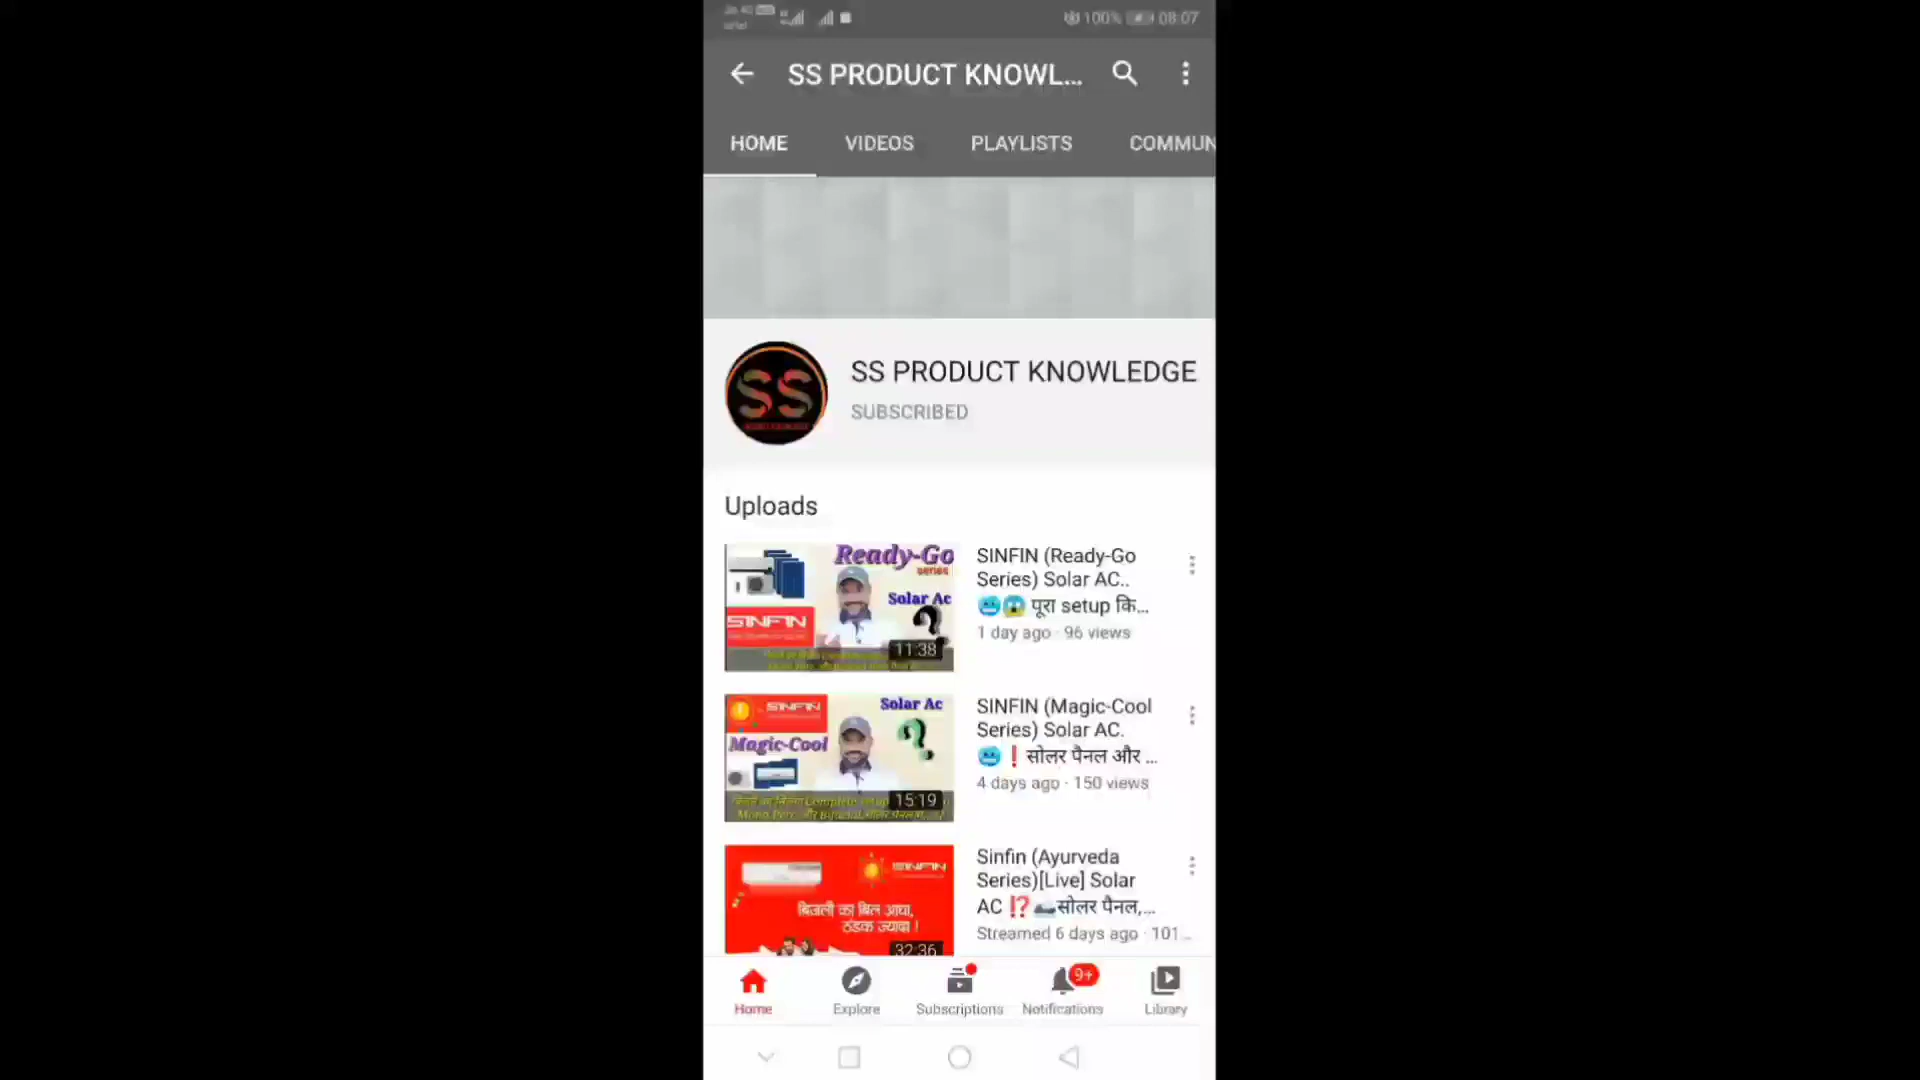 100% 08:07
SS PRODUCT KNOWL...
HOME VIDEOS PLAYLISTS COMMUN
SS PRODUCT KNOWLEDGE
SUBSCRIBED
Uploads
Ready-Go
series
Solar Ac
SINFIN
11:38
SINFIN (Ready-Go
Series) Solar AC..
🥶😱 पूरा setup कि...
1 day ago · 96 views
SINFIN
Solar Ac
Magic-Cool
Complete setup
15:19
SINFIN (Magic-Cool
Series) Solar AC.
🥶❗सोलर पैनल और ...
4 days ago · 150 views
SINFIN
बिजली का बिल आधा,
ठंडक ज्यादा !
32:36
Sinfin (Ayurveda
Series)[Live] Solar
AC ⁉️सोलर पैनल,...
Streamed 6 days ago · 101...
9+
Home Explore Subscriptions Notifications Library